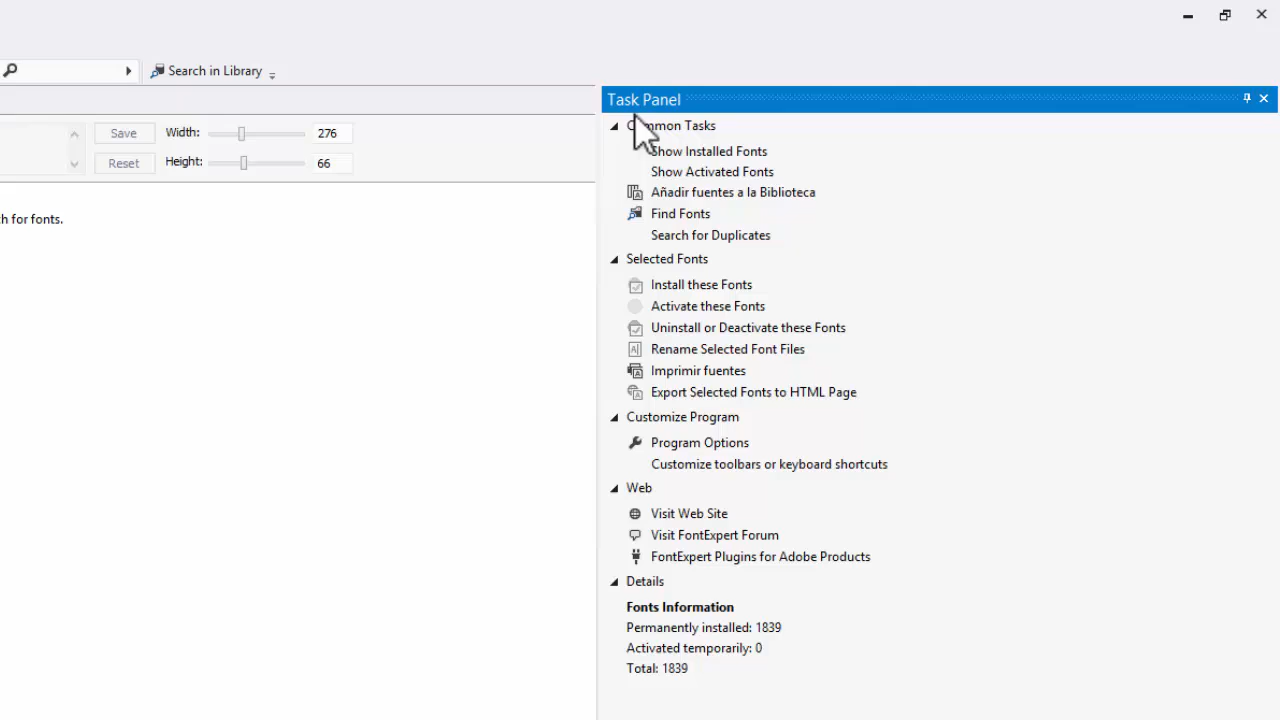 Search in Library
Task Panel
Save
Width:
276
Reset
Height:
66
h for fonts.
Common Tasks
Show Installed Fonts
Show Activated Fonts
Añadir fuentes a la Biblioteca
Find Fonts
Search for Duplicates
Selected Fonts
Install these Fonts
Activate these Fonts
Uninstall or Deactivate these Fonts
Rename Selected Font Files
Imprimir fuentes
Export Selected Fonts to HTML Page
Customize Program
Program Options
Customize toolbars or keyboard shortcuts
Web
Visit Web Site
Visit FontExpert Forum
FontExpert Plugins for Adobe Products
Details
Fonts Information
Permanently installed: 1839
Activated temporarily: 0
Total: 1839